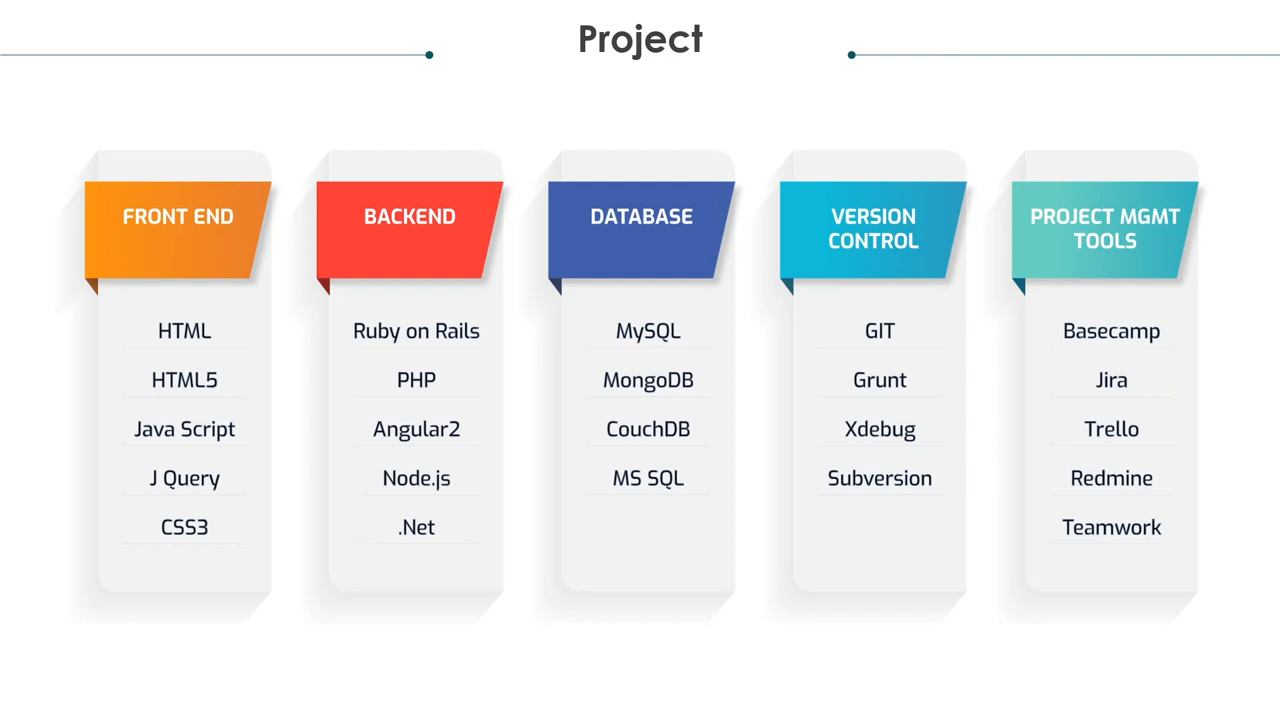 Project
FRONT END
HTML
HTML5
Java Script
J Query
CSS3
BACKEND
Ruby on Rails
PHP
Angular2
Node.js
.Net
DATABASE
MySQL
MongoDB
CouchDB
MS SQL
VERSION
CONTROL
GIT
Grunt
Xdebug
Subversion
PROJECT MGMT
TOOLS
Basecamp
Jira
Trello
Redmine
Teamwork